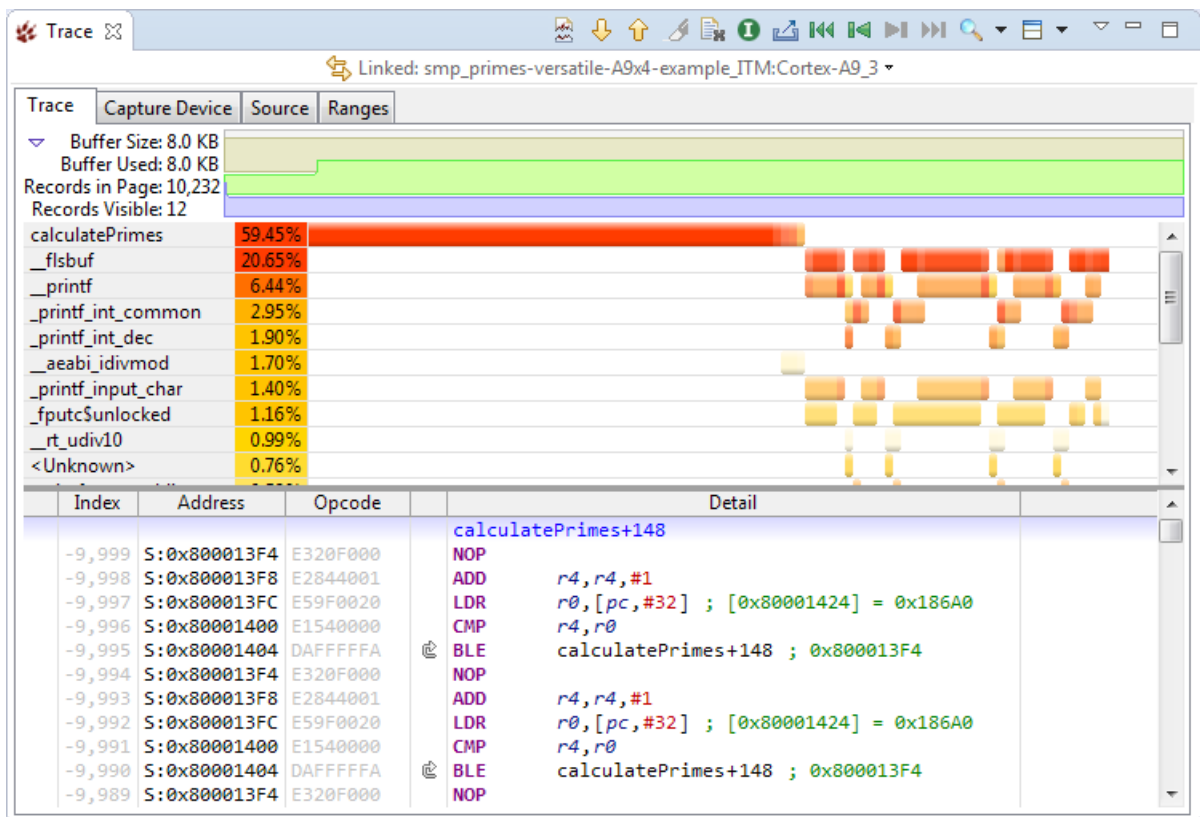 Trace
Linked: smp_primes-versatile-A9x4-example_ITM:Cortex-A9_3
Trace Capture Device Source Ranges
Buffer Size: 8.0 KB
Buffer Used: 8.0 KB
Records in Page: 10,232
Records Visible: 12
calculatePrimes 59.45%
__flsbuf 20.65%
__printf 6.44%
_printf_int_common 2.95%
_printf_int_dec 1.90%
__aeabi_idivmod 1.70%
_printf_input_char 1.40%
_fputc$unlocked 1.16%
__rt_udiv10 0.99%
<Unknown> 0.76%
Index Address Opcode Detail
calculatePrimes+148
-9,999 S:0x800013F4 E320F000 NOP
-9,998 S:0x800013F8 E2844001 ADD r4,r4,#1
-9,997 S:0x800013FC E59F0020 LDR r0,[pc,#32] ; [0x80001424] = 0x186A0
-9,996 S:0x80001400 E1540000 CMP r4,r0
-9,995 S:0x80001404 DAFFFFFA BLE calculatePrimes+148 ; 0x800013F4
-9,994 S:0x800013F4 E320F000 NOP
-9,993 S:0x800013F8 E2844001 ADD r4,r4,#1
-9,992 S:0x800013FC E59F0020 LDR r0,[pc,#32] ; [0x80001424] = 0x186A0
-9,991 S:0x80001400 E1540000 CMP r4,r0
-9,990 S:0x80001404 DAFFFFFA BLE calculatePrimes+148 ; 0x800013F4
-9,989 S:0x800013F4 E320F000 NOP